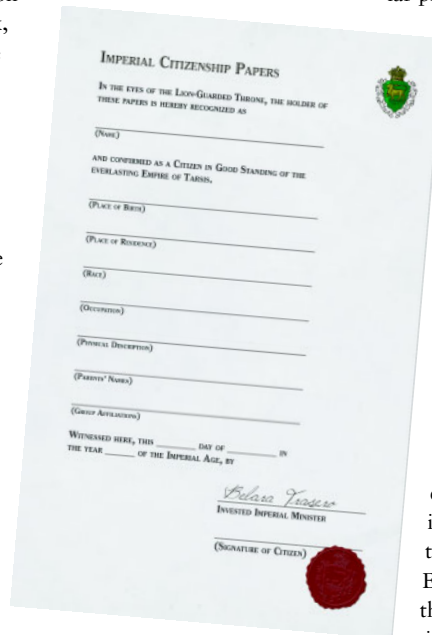 IMPERIAL CITIZENSHIP PAPERS
IN THE EYES OF THE LION-GUARDED THRONE, THE HOLDER OF
THESE PAPERS IS HEREBY RECOGNIZED AS
(NAME)
AND CONFIRMED AS A CITIZEN IN GOOD STANDING OF THE
EVERLASTING EMPIRE OF TARSIS.
(PLACE OF BIRTH)
(PLACE OF RESIDENCE)
(RACE)
(OCCUPATION)
(PHYSICAL DESCRIPTION)
(PARENTS' NAMES)
(GROUP AFFILIATIONS)
WITNESSED HERE, THIS ________ DAY OF __________ IN
THE YEAR ______ OF THE IMPERIAL AGE, BY
Belara Trasero
INVESTED IMPERIAL MINISTER
(SIGNATURE OF CITIZEN)